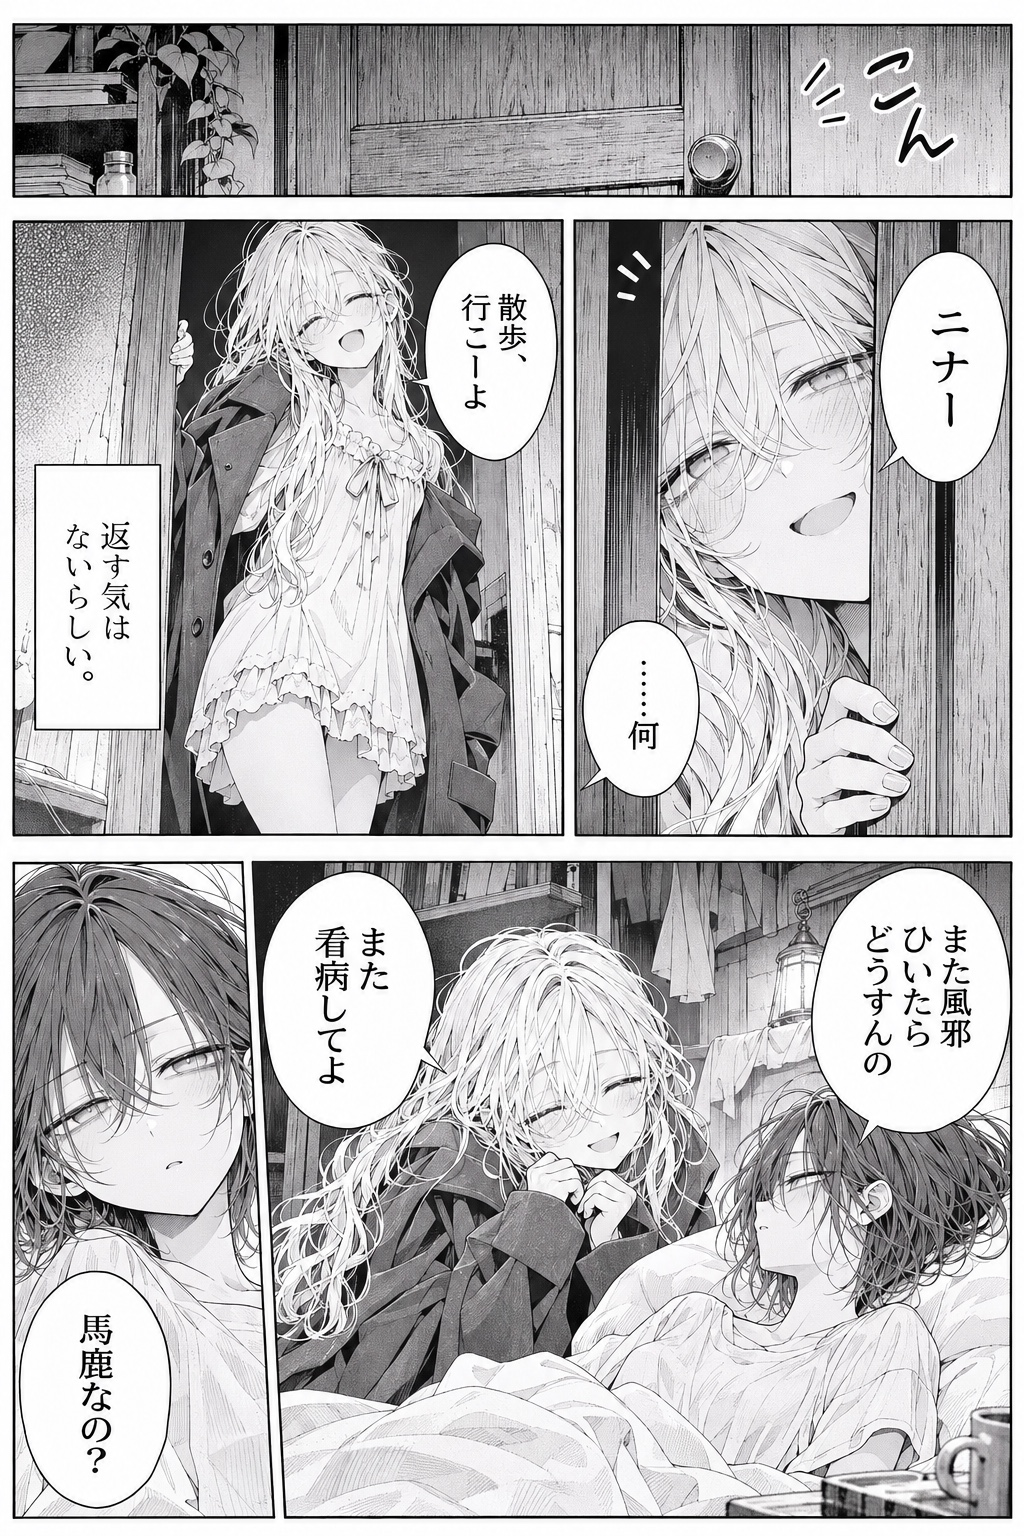 こん
ニナー
……何
散歩、
行こーよ
返す気は
ないらしい。
また風邪
ひいたら
どうすんの
また
看病してよ
馬鹿なの？